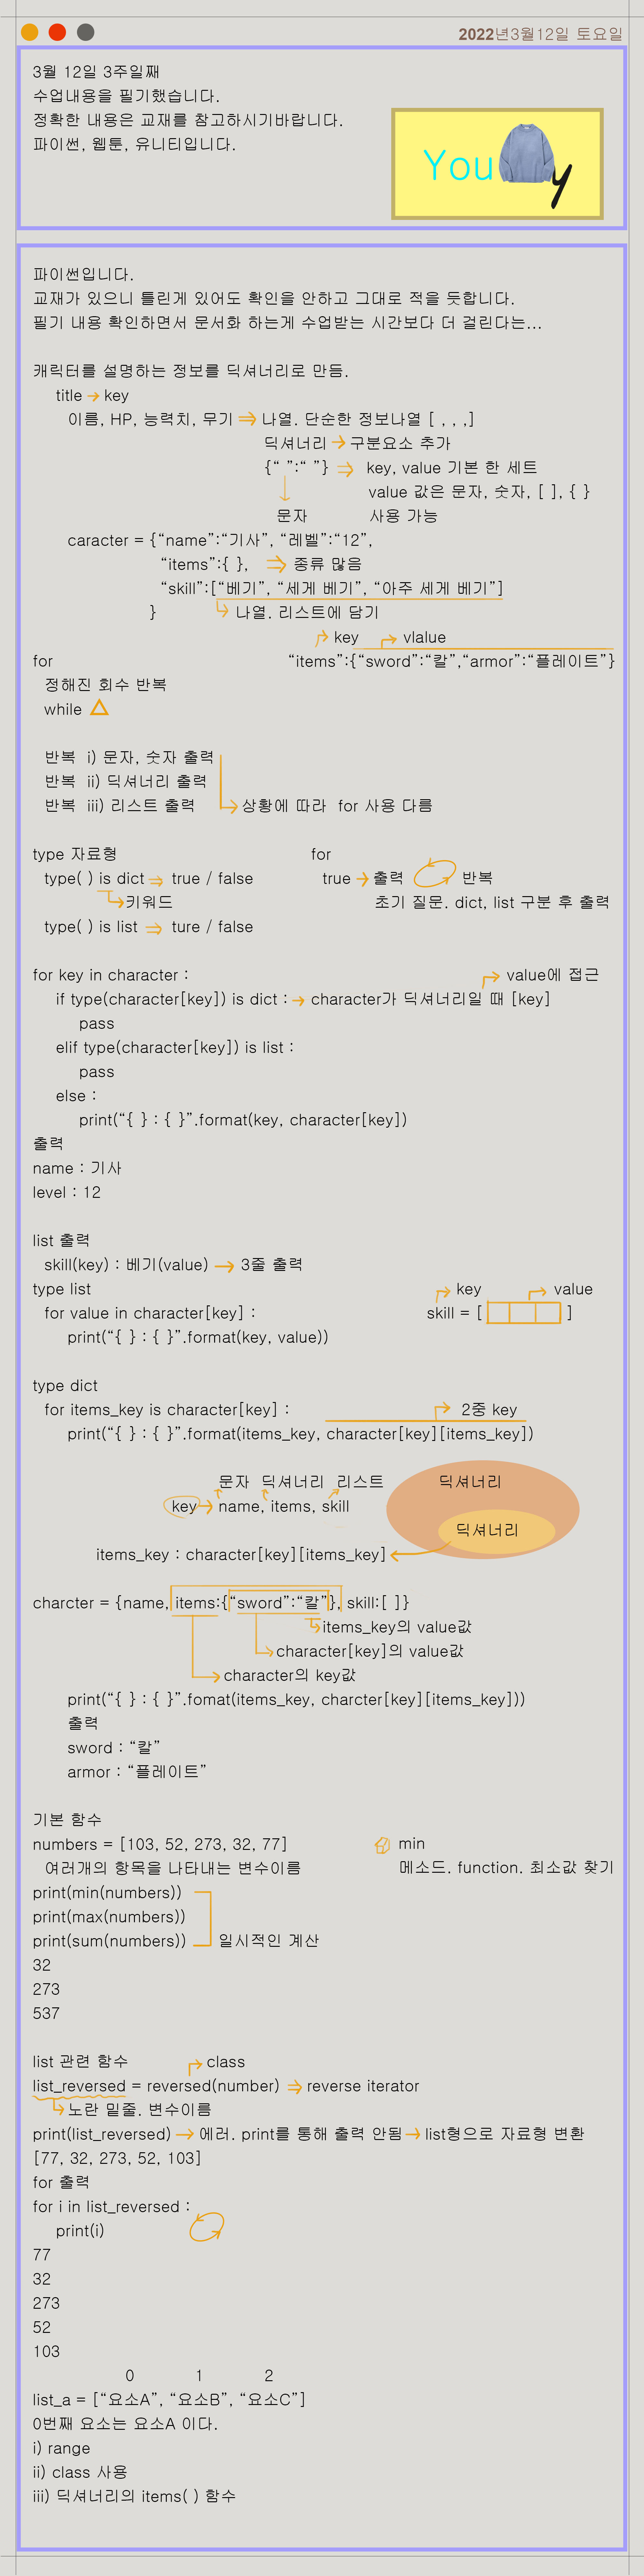 2022년3월12일 토요일
3월 12일 3주일째
수업내용을 필기했습니다.
정확한 내용은 교재를 참고하시기바랍니다.
파이썬, 웹툰, 유니티입니다.
You y
파이썬입니다.
교재가 있으니 틀린게 있어도 확인을 안하고 그대로 적을 듯합니다.
필기 내용 확인하면서 문서화 하는게 수업받는 시간보다 더 걸린다는...
캐릭터를 설명하는 정보를 딕셔너리로 만듬.
title → key
이름, HP, 능력치, 무기 ⇒ 나열. 단순한 정보나열 [ , , ,]
딕셔너리 → 구분요소 추가
{“ ”:“ ”} ⇒ key, value 기본 한 세트
value 값은 문자, 숫자, [ ], { }
문자 사용 가능
caracter = {“name”:“기사”, “레벨”:“12”,
“items”:{ }, ⇒ 종류 많음
“skill”:[“베기”, “세게 베기”, “아주 세게 베기”]
} 나열. 리스트에 담기
key vlalue
for “items”:{“sword”:“칼”,“armor”:“플레이트”}
정해진 회수 반복
while △
반복 i) 문자, 숫자 출력
반복 ii) 딕셔너리 출력
반복 iii) 리스트 출력 상황에 따라 for 사용 다름
type 자료형 for
type( ) is dict ⇒ true / false true → 출력 반복
키워드 초기 질문. dict, list 구분 후 출력
type( ) is list ⇒ ture / false
for key in character : value에 접근
if type(character[key]) is dict : → character가 딕셔너리일 때 [key]
pass
elif type(character[key]) is list :
pass
else :
print(“{ } : { }”.format(key, character[key])
출력
name : 기사
level : 12
list 출력
skill(key) : 베기(value) → 3줄 출력
type list key value
for value in character[key] : skill = [ ]
print(“{ } : { }”.format(key, value))
type dict
for items_key is character[key] : 2중 key
print(“{ } : { }”.format(items_key, character[key][items_key])
문자 딕셔너리 리스트 딕셔너리
key → name, items, skill
딕셔너리
items_key : character[key][items_key]
charcter = {name, items:{“sword”:“칼”}, skill:[ ]}
items_key의 value값
character[key]의 value값
character의 key값
print(“{ } : { }”.fomat(items_key, charcter[key][items_key]))
출력
sword : “칼”
armor : “플레이트”
기본 함수
numbers = [103, 52, 273, 32, 77] min
여러개의 항목을 나타내는 변수이름 메소드. function. 최소값 찾기
print(min(numbers))
print(max(numbers))
print(sum(numbers)) 일시적인 계산
32
273
537
list 관련 함수 class
list_reversed = reversed(number) ⇒ reverse iterator
노란 밑줄. 변수이름
print(list_reversed) → 에러. print를 통해 출력 안됨 → list형으로 자료형 변환
[77, 32, 273, 52, 103]
for 출력
for i in list_reversed :
print(i)
77
32
273
52
103
0 1 2
list_a = [“요소A”, “요소B”, “요소C”]
0번째 요소는 요소A 이다.
i) range
ii) class 사용
iii) 딕셔너리의 items( ) 함수